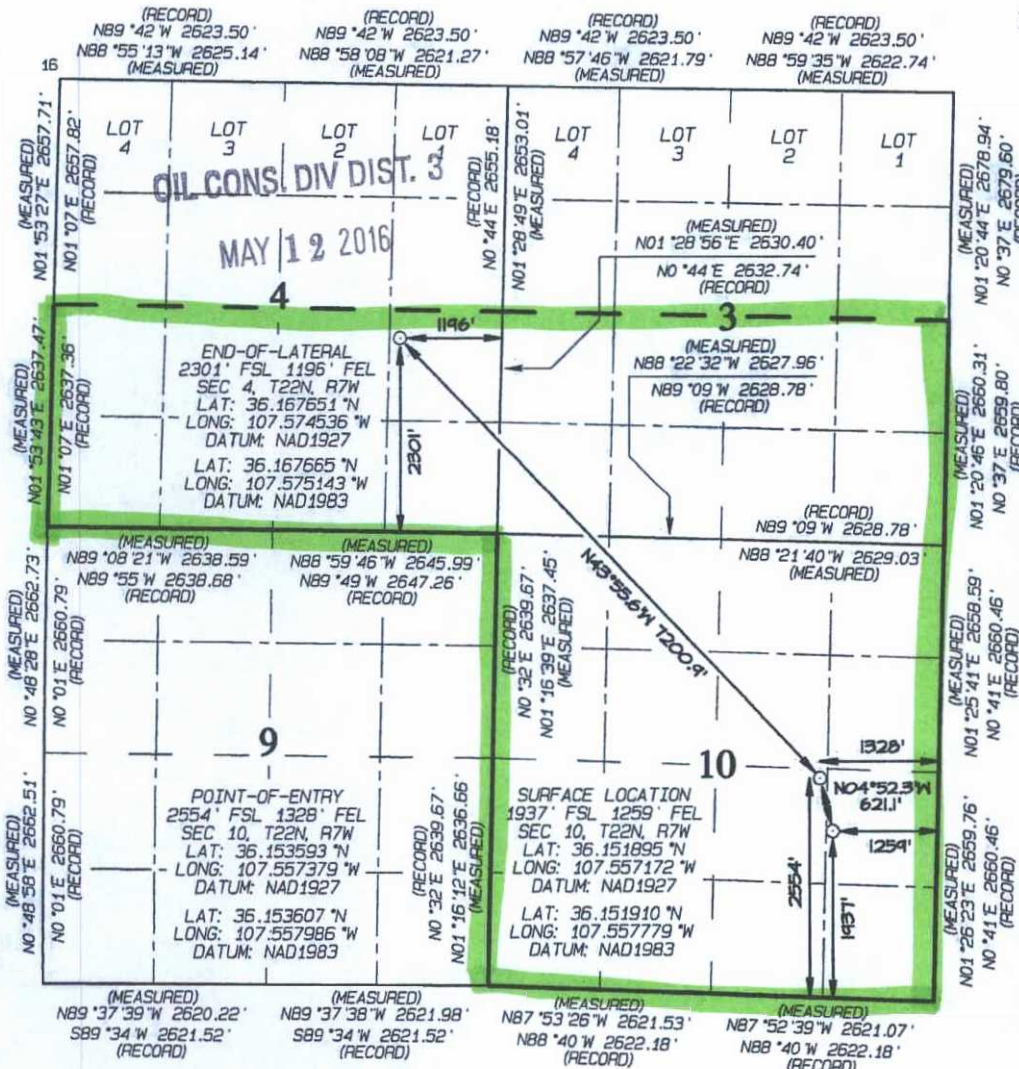 (RECORD)
N89°42'W 2623.50'
N88°55'13"W 2625.14'
(MEASURED)
(RECORD)
N89°42'W 2623.50'
N88°58'08"W 2621.27'
(MEASURED)
(RECORD)
N89°42'W 2623.50'
N88°57'46"W 2621.79'
(MEASURED)
(RECORD)
N89°42'W 2623.50'
N88°59'35"W 2622.74'
(MEASURED)
16
LOT
4
LOT
3
LOT
2
LOT
1
LOT
4
LOT
3
LOT
2
LOT
1
OIL CONS. DIV DIST. 3
MAY 12 2016
(MEASURED)
N01°53'27"E 2657.71'
N01°07'E 2657.82'
(RECORD)
(RECORD)
N0°44'E 2655.18'
N01°28'49"E 2653.01'
(MEASURED)
(MEASURED)
N01°20'44"E 2678.94'
N0°37'E 2679.60'
(RECORD)
(MEASURED)
N01°28'56"E 2630.40'
N0°44'E 2632.74'
(RECORD)
4
3
1196'
(MEASURED)
N88°22'32"W 2627.96'
N89°09'W 2628.78'
(RECORD)
END-OF-LATERAL
2301' FSL 1196' FEL
SEC 4, T22N, R7W
LAT: 36.167651°N
LONG: 107.574536°W
DATUM: NAD1927
LAT: 36.167665°N
LONG: 107.575143°W
DATUM: NAD1983
2301'
(MEASURED)
N01°53'43"E 2637.47'
N01°07'E 2637.36'
(RECORD)
(MEASURED)
N01°20'46"E 2660.31'
N0°37'E 2659.80'
(RECORD)
(MEASURED)
N89°08'21"W 2638.59'
N89°55'W 2638.68'
(RECORD)
(MEASURED)
N88°59'46"W 2645.99'
N89°49'W 2647.26'
(RECORD)
(RECORD)
N89°09'W 2628.78'
N88°21'40"W 2629.03'
(MEASURED)
N43°55.6'W 7200.9'
(MEASURED)
N0°48'28"E 2662.73'
N0°01'E 2660.79'
(RECORD)
(RECORD)
N0°32'E 2639.67'
N01°16'39"E 2637.45'
(MEASURED)
(MEASURED)
N01°25'41"E 2658.59'
N0°41'E 2660.46'
(RECORD)
9
10
1328'
N04°52.3'W
621.1'
1259'
2554'
1937'
POINT-OF-ENTRY
2554' FSL 1328' FEL
SEC 10, T22N, R7W
LAT: 36.153593°N
LONG: 107.557379°W
DATUM: NAD1927
LAT: 36.153607°N
LONG: 107.557986°W
DATUM: NAD1983
SURFACE LOCATION
1937' FSL 1259' FEL
SEC 10, T22N, R7W
LAT: 36.151895°N
LONG: 107.557172°W
DATUM: NAD1927
LAT: 36.151910°N
LONG: 107.557779°W
DATUM: NAD1983
(MEASURED)
N0°48'58"E 2662.51'
N0°01'E 2660.79'
(RECORD)
(RECORD)
N0°32'E 2639.67'
N01°16'12"E 2636.66'
(MEASURED)
(MEASURED)
N01°26'23"E 2659.76'
N0°41'E 2660.46'
(RECORD)
(MEASURED)
N89°37'39"W 2620.22'
S89°34'W 2621.52'
(RECORD)
(MEASURED)
N89°37'38"W 2621.98'
S89°34'W 2621.52'
(RECORD)
(MEASURED)
N87°53'26"W 2621.53'
N88°40'W 2622.18'
(RECORD)
(MEASURED)
N87°52'39"W 2621.07'
N88°40'W 2622.18'
(RECORD)